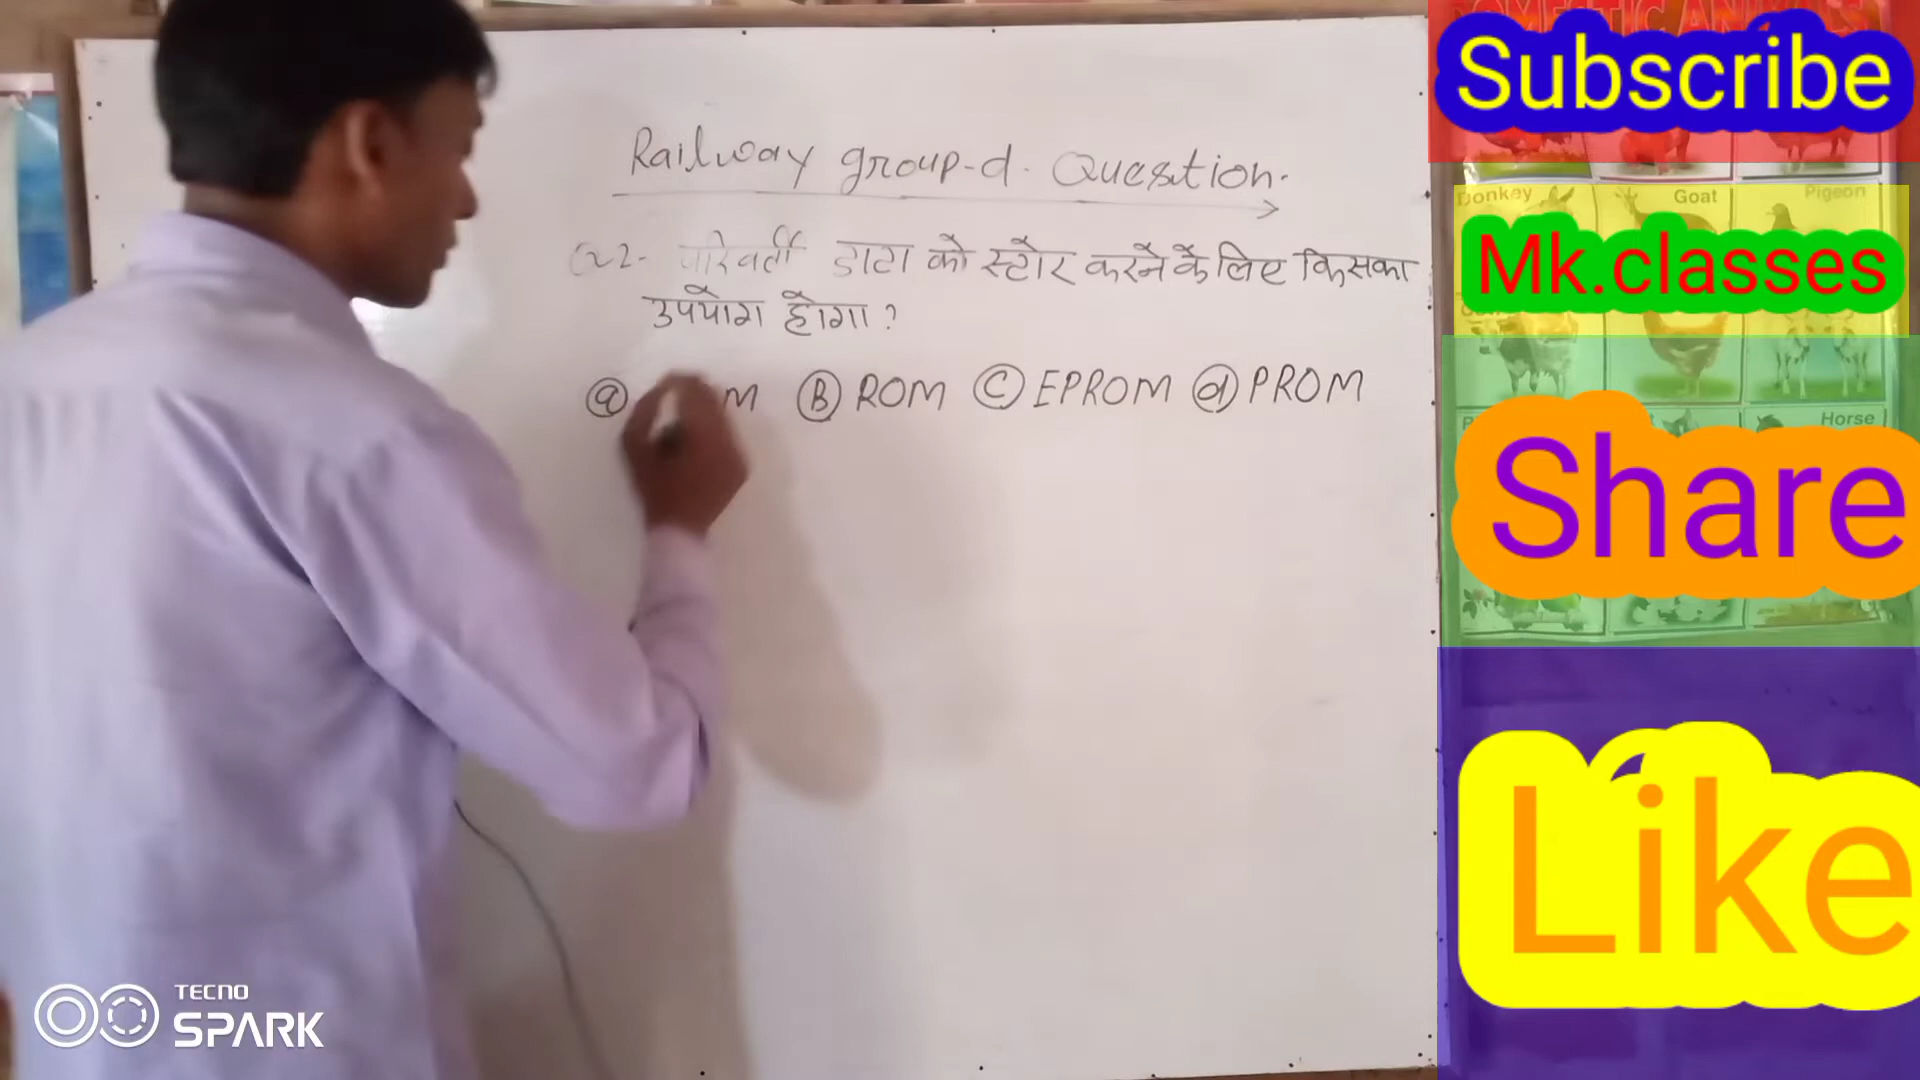 Railway group-d. Question.
Q2- परिवर्ती डाटा को स्टोर करने के लिए किसका
उपयोग होगा ?
(a) M (B) ROM (C) EPROM (d) PROM
Subscribe
Donkey Goat Pigeon
Mk.classes
Share
Horse
Like
TECNO
SPARK